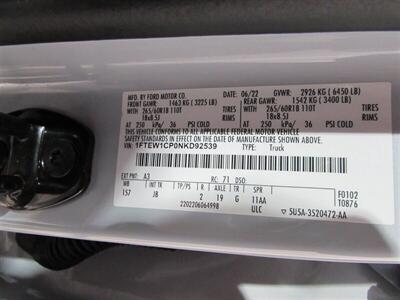 MFD. BY FORD MOTOR CO.
DATE: 06/22 GVWR: 2926 KG ( 6450 LB)
FRONT GAWR: 1463 KG ( 3225 LB) REAR GAWR: 1542 KG ( 3400 LB)
WITH 265/60R18 110T TIRES WITH 265/60R18 110T TIRES
18x8.5J RIMS 18x8.5J RIMS
AT 250 kPa/ 36 PSI COLD AT 250 kPa/ 36 PSI COLD
THIS VEHICLE CONFORMS TO ALL APPLICABLE FEDERAL MOTOR VEHICLE
SAFETY STANDARDS IN EFFECT ON THE DATE OF MANUFACTURE SHOWN ABOVE.
VIN: 1FTEW1CP0NKD92539 TYPE: Truck
EXT PNT: A3 RC: 71 DSO:
WB INT TR TP/PS R AXLE TR SPR
157 JB 2 19 G 11AA
ULC
F0102
T0876
2202206064998
5U5A-3520472-AA